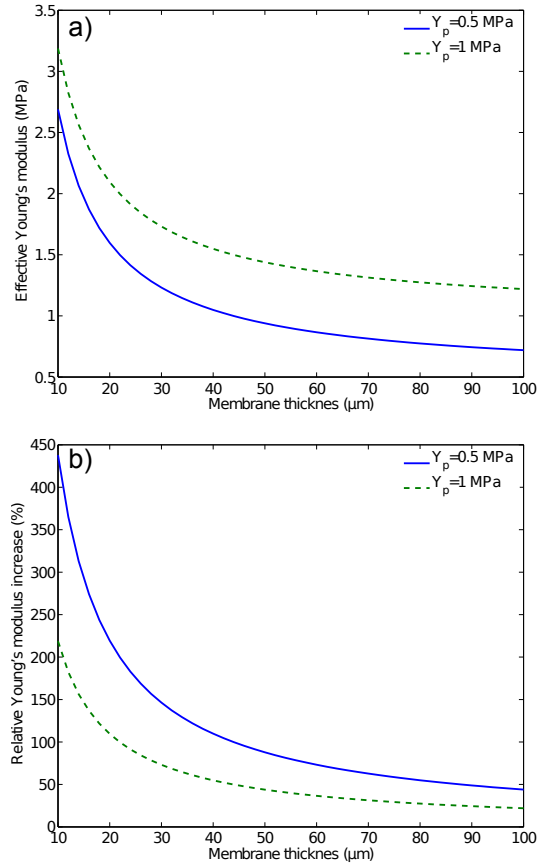 a)
Y_p=0.5 MPa
Y_p=1 MPa
3.5
3
2.5
2
1.5
1
0.5
Effective Young's modulus (MPa)
10 20 30 40 50 60 70 80 90 100
Membrane thicknes (µm)
b)
Y_p=0.5 MPa
Y_p=1 MPa
450
400
350
300
250
200
150
100
50
0
Relative Young's modulus increase (%)
10 20 30 40 50 60 70 80 90 100
Membrane thicknes (µm)